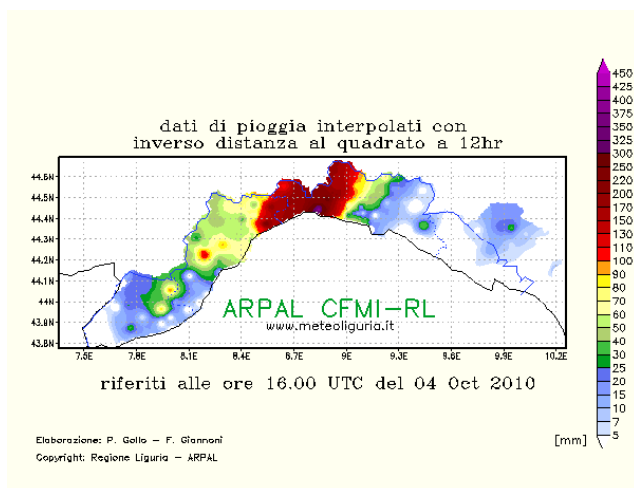 dati di pioggia interpolati con
inverso distanza al quadrato a 12hr
44.6N
44.5N
44.4N
44.3N
44.2N
44.1N
44N
43.9N
43.8N
7.5E 7.8E 8.1E 8.4E 8.7E 9E 9.3E 9.6E 9.9E 10.2E
ARPAL CFMI-RL
www.meteoliguria.it
riferiti alle ore 16.00 UTC del 04 Oct 2010
450
425
400
375
350
325
300
250
220
200
170
150
130
110
100
90
80
70
60
50
40
30
25
20
15
10
7
5
[mm]
Elaborazione: P. Gollo - F. Giannoni
Copyright: Regione Liguria - ARPAL